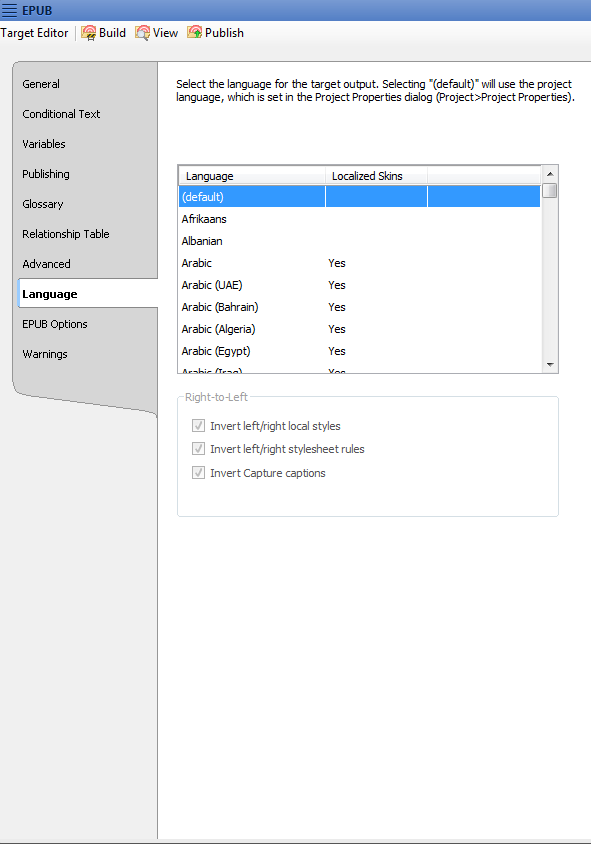 EPUB
Target Editor Build View Publish
General
Conditional Text
Variables
Publishing
Glossary
Relationship Table
Advanced
Language
EPUB Options
Warnings
Select the language for the target output. Selecting "(default)" will use the project
language, which is set in the Project Properties dialog (Project>Project Properties).
Language Localized Skins
(default)
Afrikaans
Albanian
Arabic Yes
Arabic (UAE) Yes
Arabic (Bahrain) Yes
Arabic (Algeria) Yes
Arabic (Egypt) Yes
Arabic (Iraq) Yes
Right-to-Left
Invert left/right local styles
Invert left/right stylesheet rules
Invert Capture captions